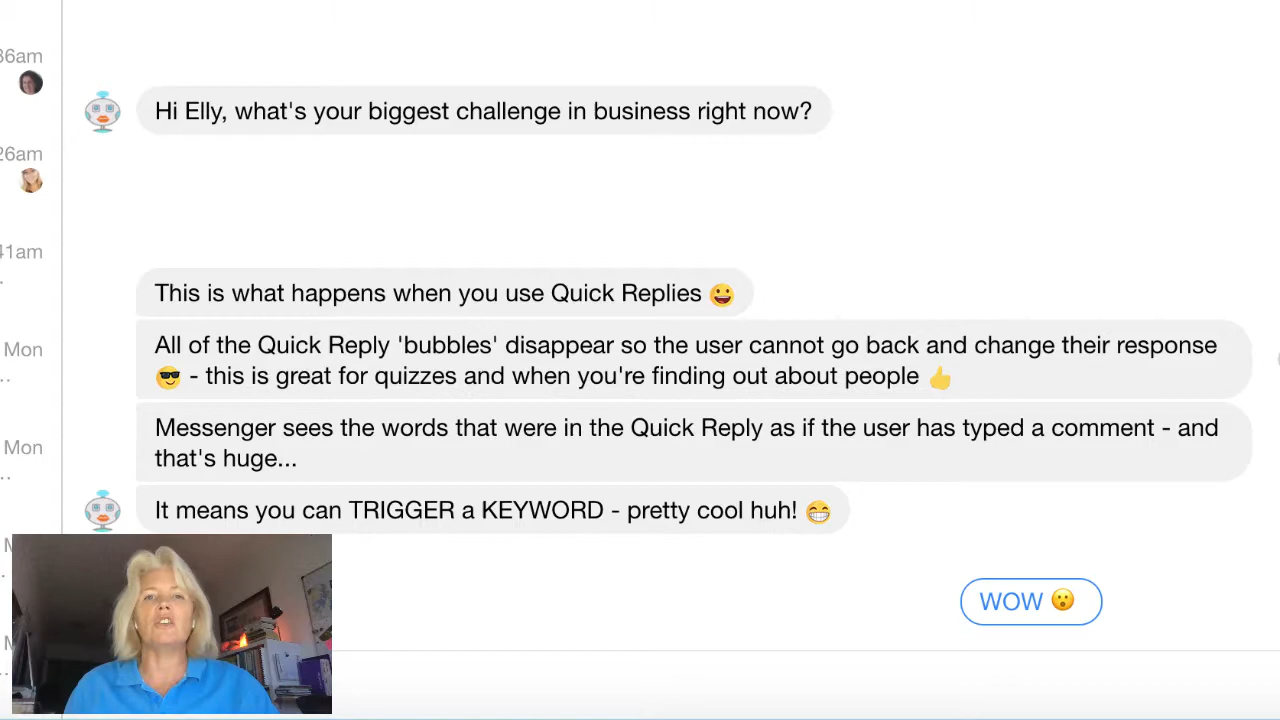 36am
Hi Elly, what's your biggest challenge in business right now?
26am
41am
This is what happens when you use Quick Replies 😀
Mon
All of the Quick Reply 'bubbles' disappear so the user cannot go back and change their response
😎 - this is great for quizzes and when you're finding out about people 👍
Mon
Messenger sees the words that were in the Quick Reply as if the user has typed a comment - and
that's huge...
It means you can TRIGGER a KEYWORD - pretty cool huh! 😁
WOW 😮